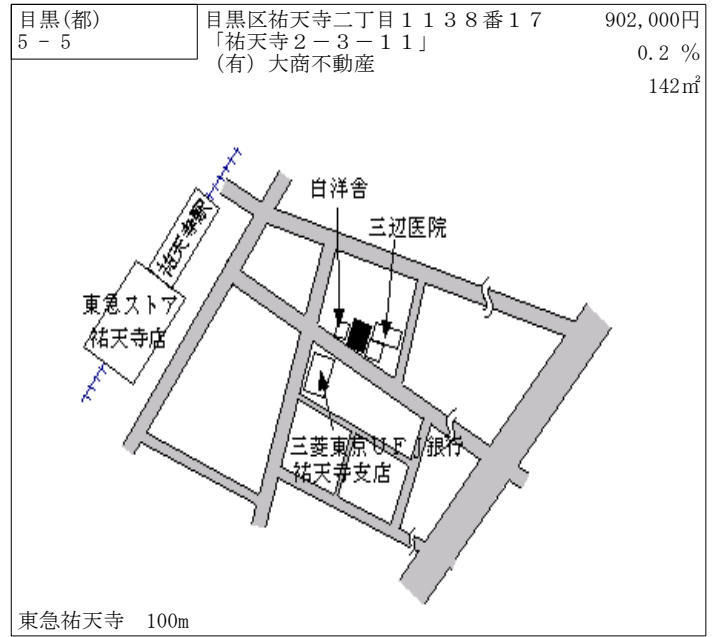 目黒(都)
5 - 5
目黒区祐天寺二丁目1138番17
「祐天寺2-3-11」
(有) 大商不動産
902,000円
0.2 %
142㎡
白洋舎
三辺医院
祐天寺駅
東急ストア
祐天寺店
三菱東京UFJ銀行
祐天寺支店
東急祐天寺 100m